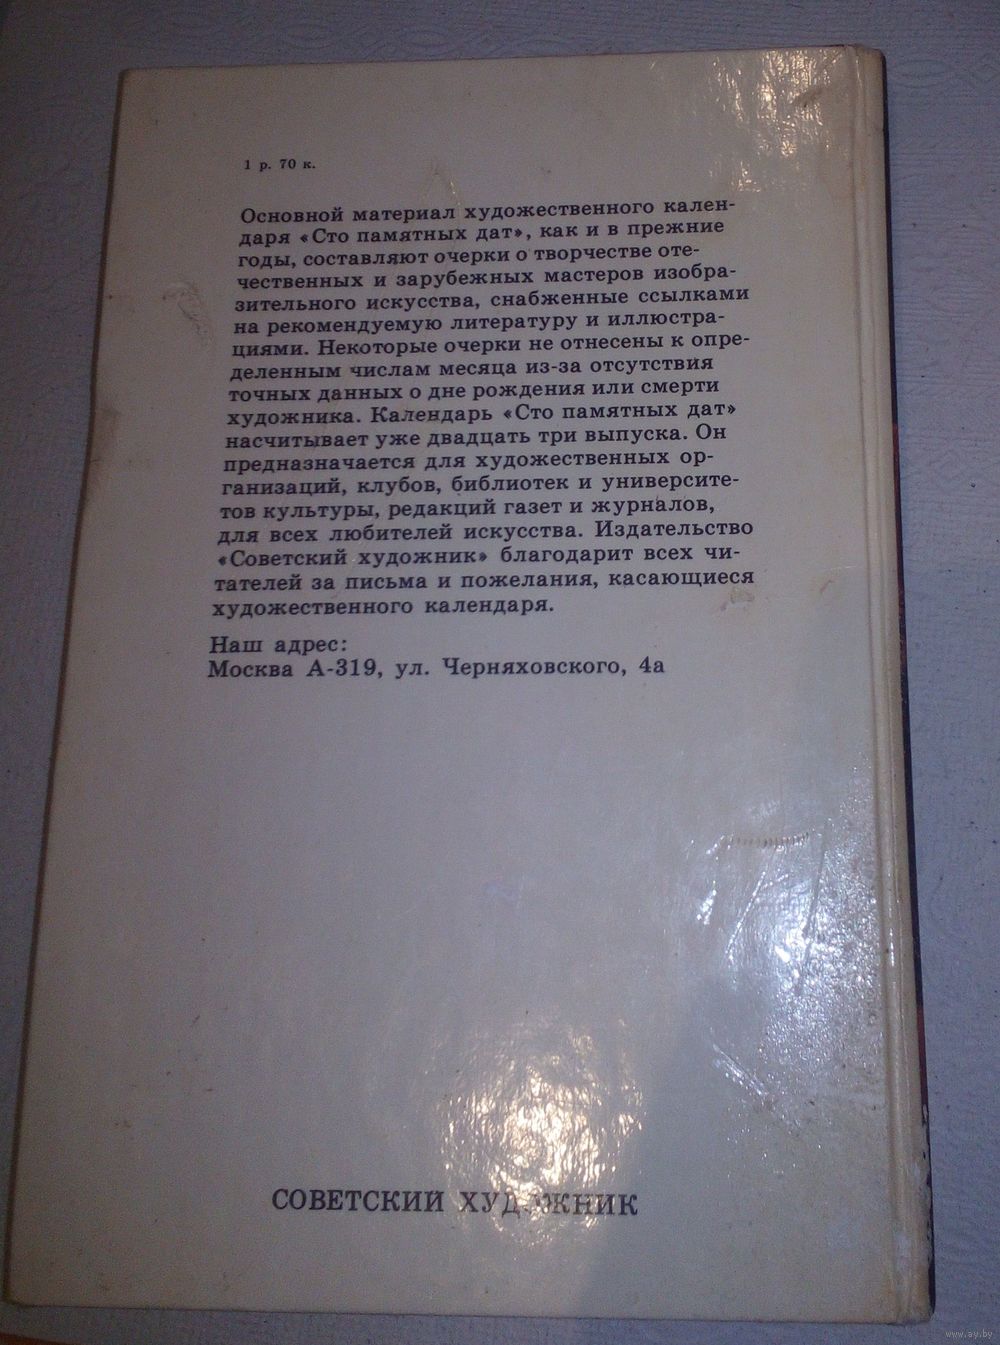 1 р. 70 к.
Основной материал художественного кален-
даря «Сто памятных дат», как и в прежние
годы, составляют очерки о творчестве оте-
чественных и зарубежных мастеров изобра-
зительного искусства, снабженные ссылками
на рекомендуемую литературу и иллюстра-
циями. Некоторые очерки не отнесены к опре-
деленным числам месяца из-за отсутствия
точных данных о дне рождения или смерти
художника. Календарь «Сто памятных дат»
насчитывает уже двадцать три выпуска. Он
предназначается для художественных ор-
ганизаций, клубов, библиотек и университе-
тов культуры, редакций газет и журналов,
для всех любителей искусства. Издательство
«Советский художник» благодарит всех чи-
тателей за письма и пожелания, касающиеся
художественного календаря.
Наш адрес:
Москва А-319, ул. Черняховского, 4а
СОВЕТСКИЙ ХУДОЖНИК
www.ay.by